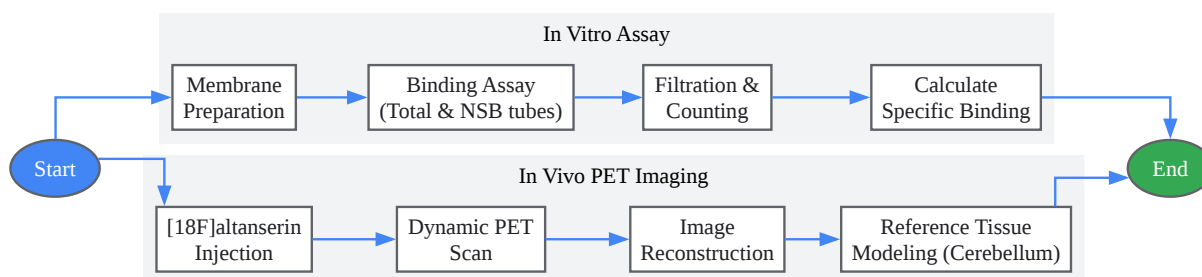 In Vitro Assay
Membrane
Preparation
Binding Assay
(Total & NSB tubes)
Filtration &
Counting
Calculate
Specific Binding
Start
End
In Vivo PET Imaging
[18F]altanserin
Injection
Dynamic PET
Scan
Image
Reconstruction
Reference Tissue
Modeling (Cerebellum)